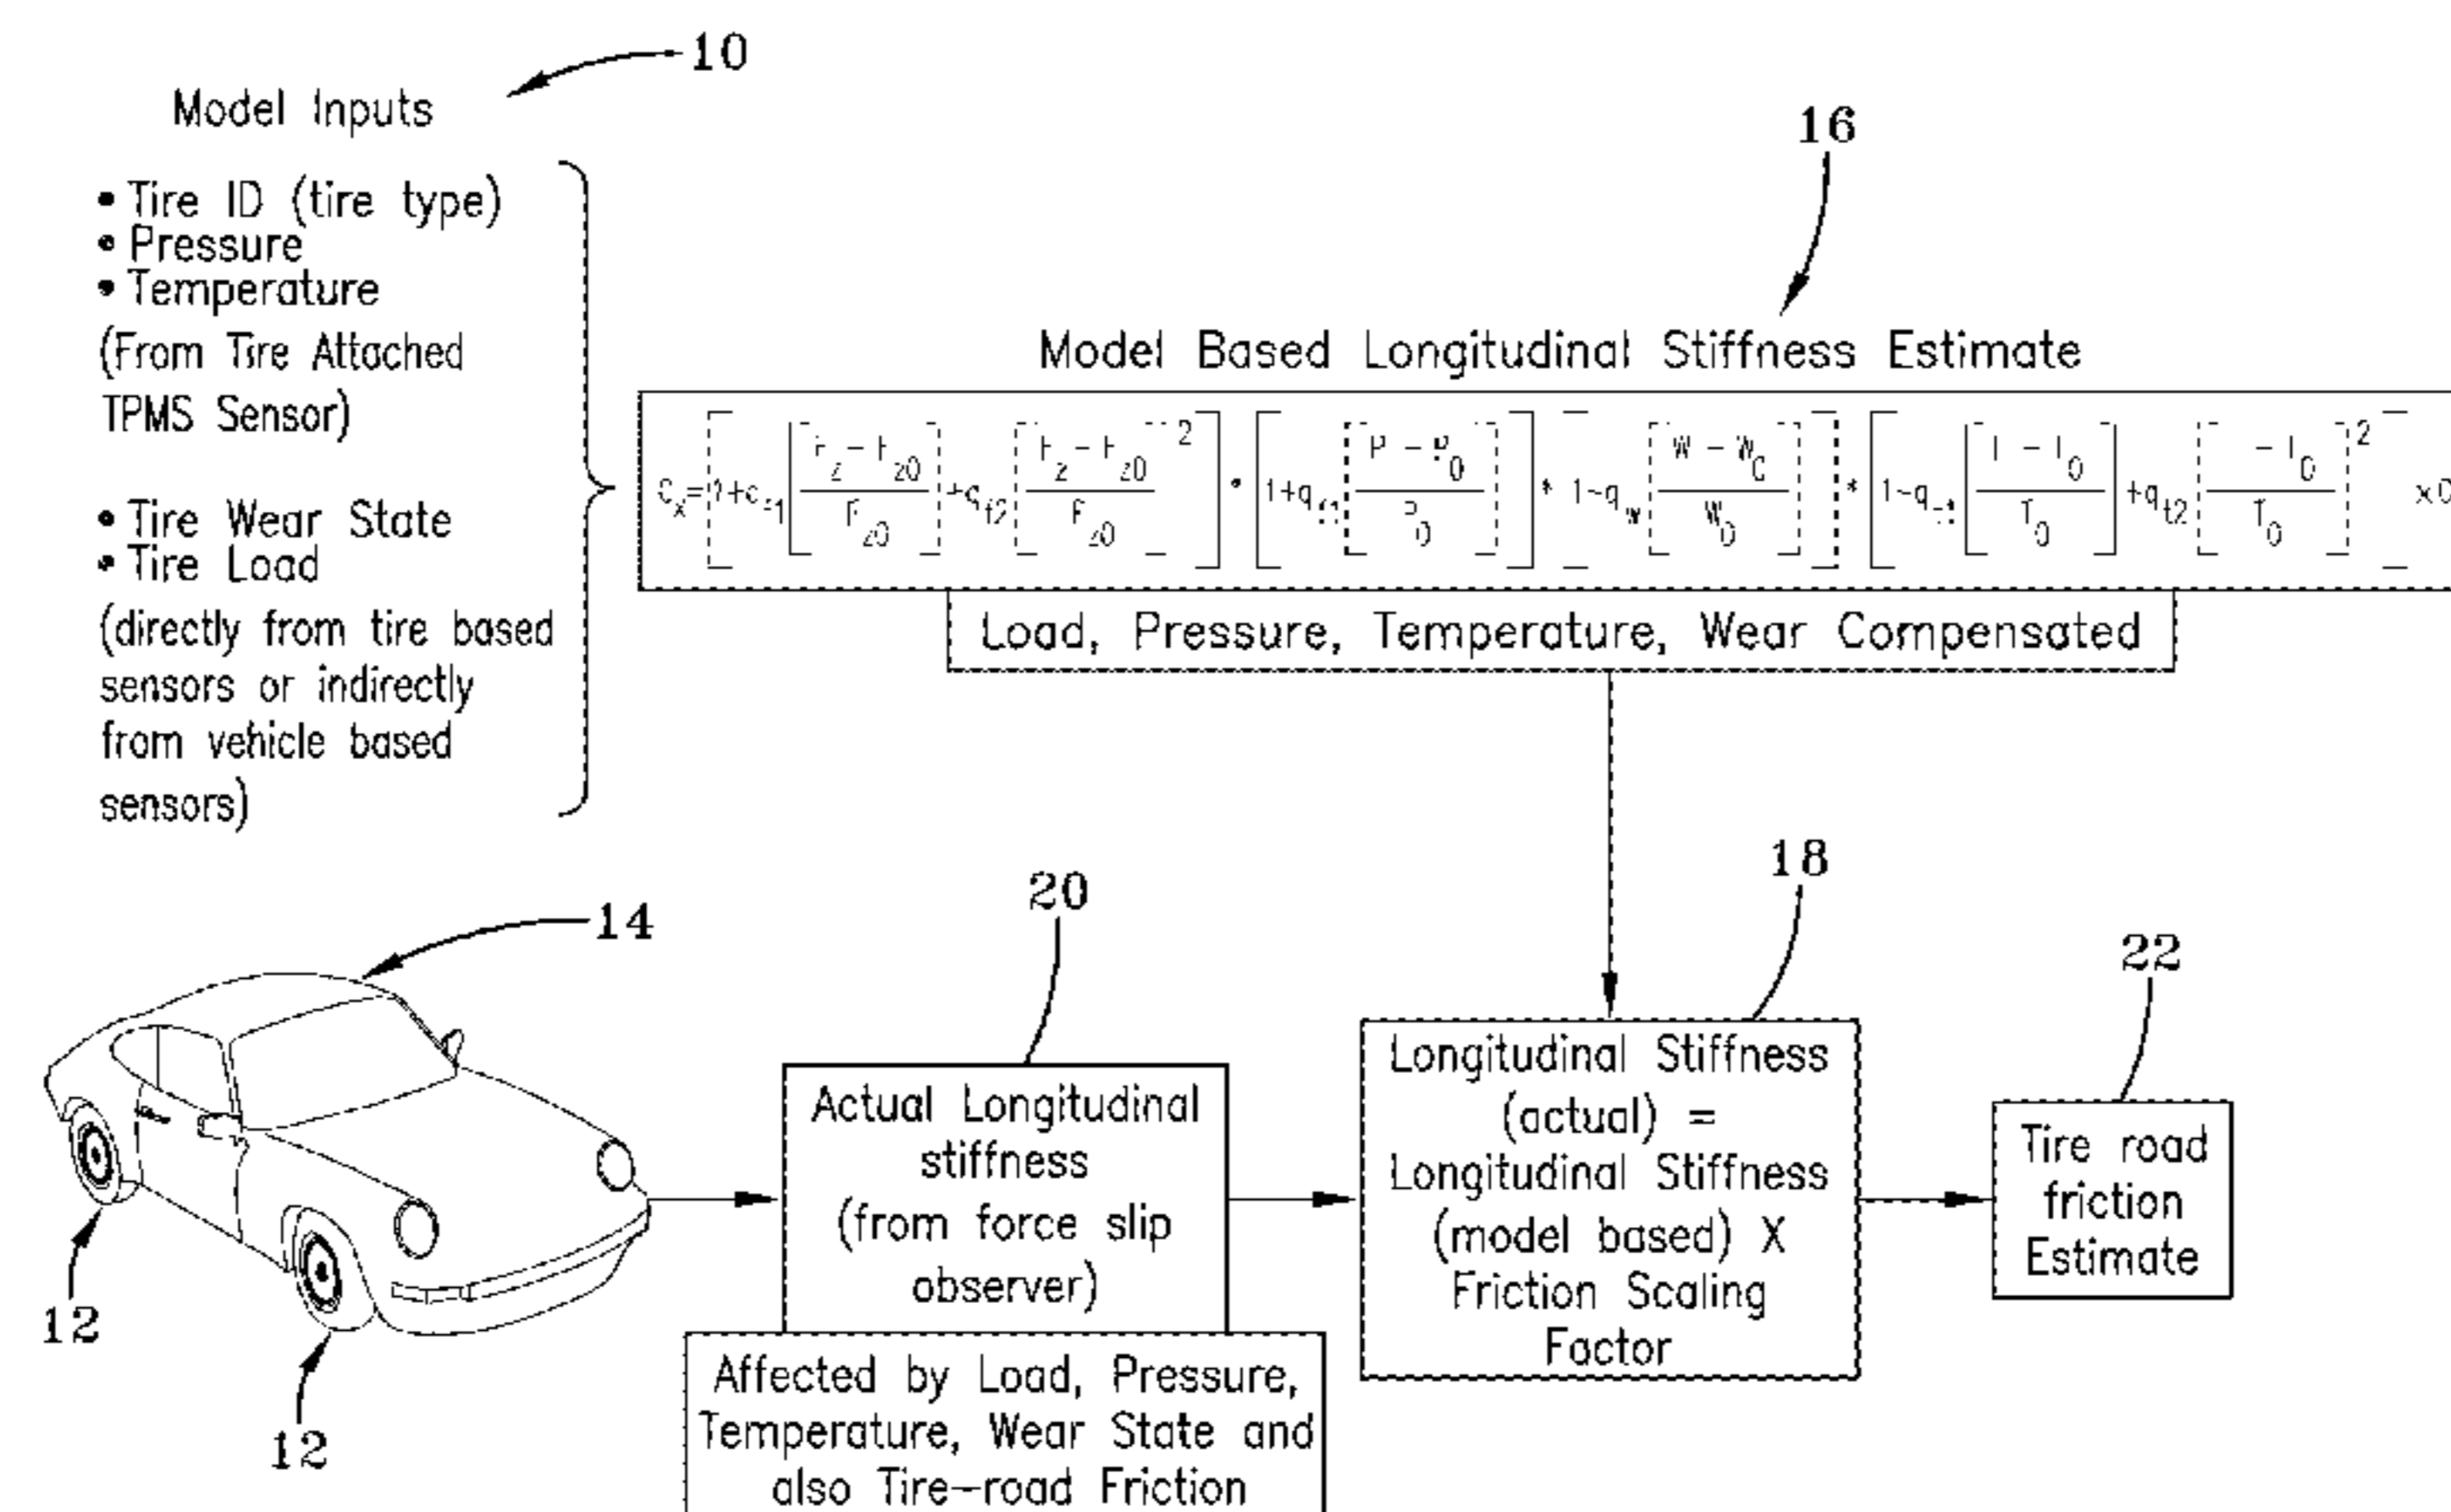 10
Model Inputs
16
• Tire ID (tire type)
• Pressure
• Temperature
(From Tire Attached
TPMS Sensor)
• Tire Wear State
• Tire Load
(directly from tire based
sensors or indirectly
from vehicle based
sensors)
Model Based Longitudinal Stiffness Estimate
Load, Pressure, Temperature, Wear Compensated
14
20
18
22
12
12
Actual Longitudinal
stiffness
(from force slip
observer)
Affected by Load, Pressure,
Temperature, Wear State and
also Tire-road Friction
Longitudinal Stiffness
(actual) =
Longitudinal Stiffness
(model based) X
Friction Scaling
Factor
Tire road
friction
Estimate